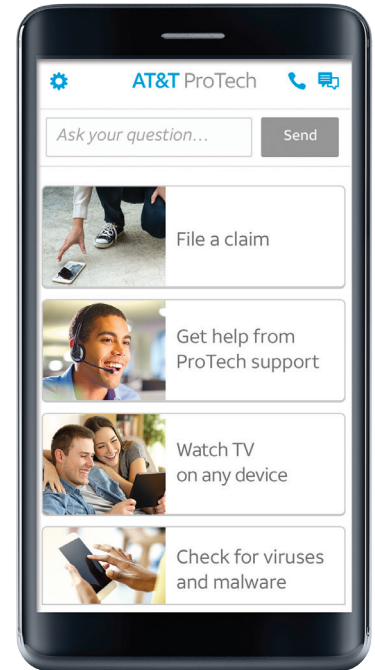 AT&T ProTech
Ask your question...
Send
File a claim
Get help from
ProTech support
Watch TV
on any device
Check for viruses
and malware